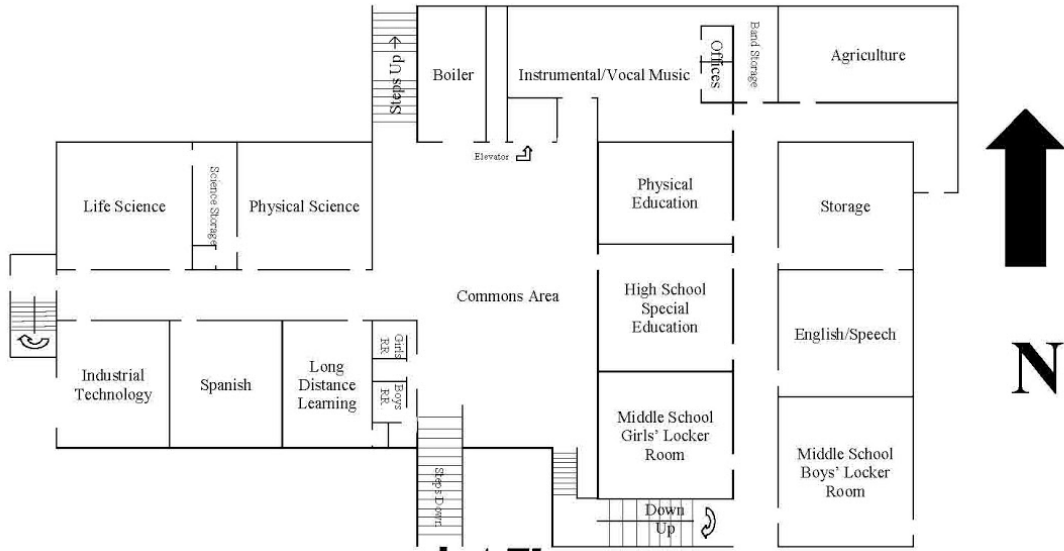 Steps Up
Boiler
Instrumental/Vocal Music
Offices
Band Storage
Agriculture
Elevator
Life Science
Science Storage
Physical Science
Physical
Education
Storage
Commons Area
High School
Special
Education
English/Speech
N
Girls
RR
Boys
RR
Industrial
Technology
Spanish
Long
Distance
Learning
Middle School
Girls' Locker
Room
Middle School
Boys' Locker
Room
Steps Down
Down
Up